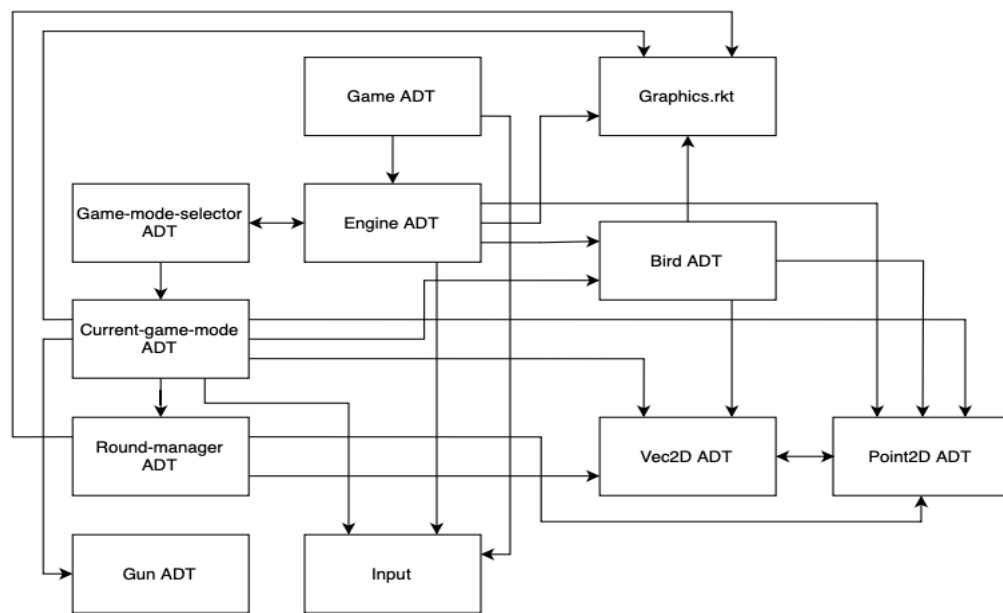 Game ADT
Graphics.rkt
Game-mode-selector
ADT
Engine ADT
Bird ADT
Current-game-mode
ADT
Round-manager
ADT
Vec2D ADT
Point2D ADT
Gun ADT
Input